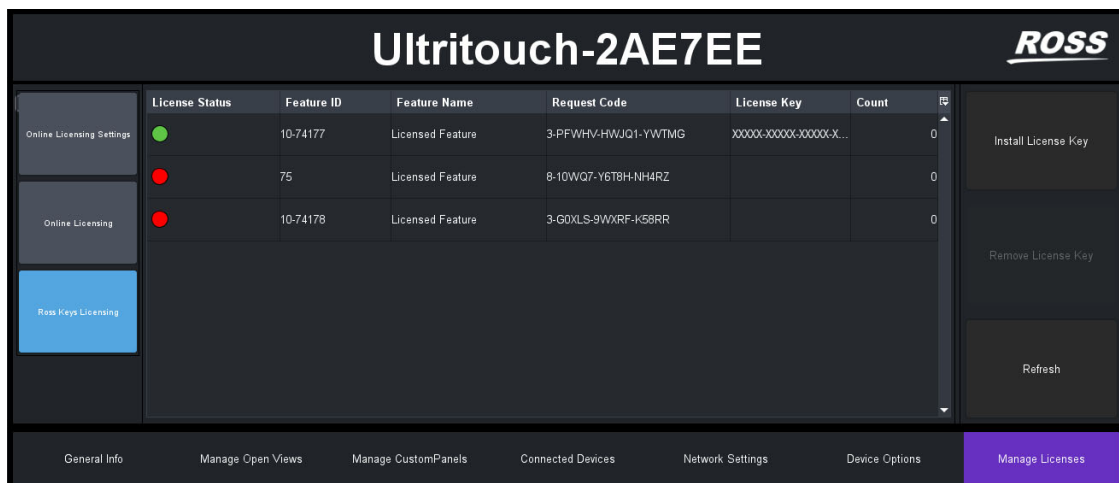 Ultritouch-2AE7EE
ROSS
Online Licensing Settings
Online Licensing
Ross Keys Licensing
License Status Feature ID Feature Name Request Code License Key Count
10-74177 Licensed Feature 3-PFWHV-HWJQ1-YWTMG XXXXX-XXXXX-XXXXX-X... 0
75 Licensed Feature 8-10WQ7-Y6T8H-NH4RZ 0
10-74178 Licensed Feature 3-G0XLS-9WXRF-K58RR 0
Install License Key
Remove License Key
Refresh
General Info Manage Open Views Manage CustomPanels Connected Devices Network Settings Device Options Manage Licenses